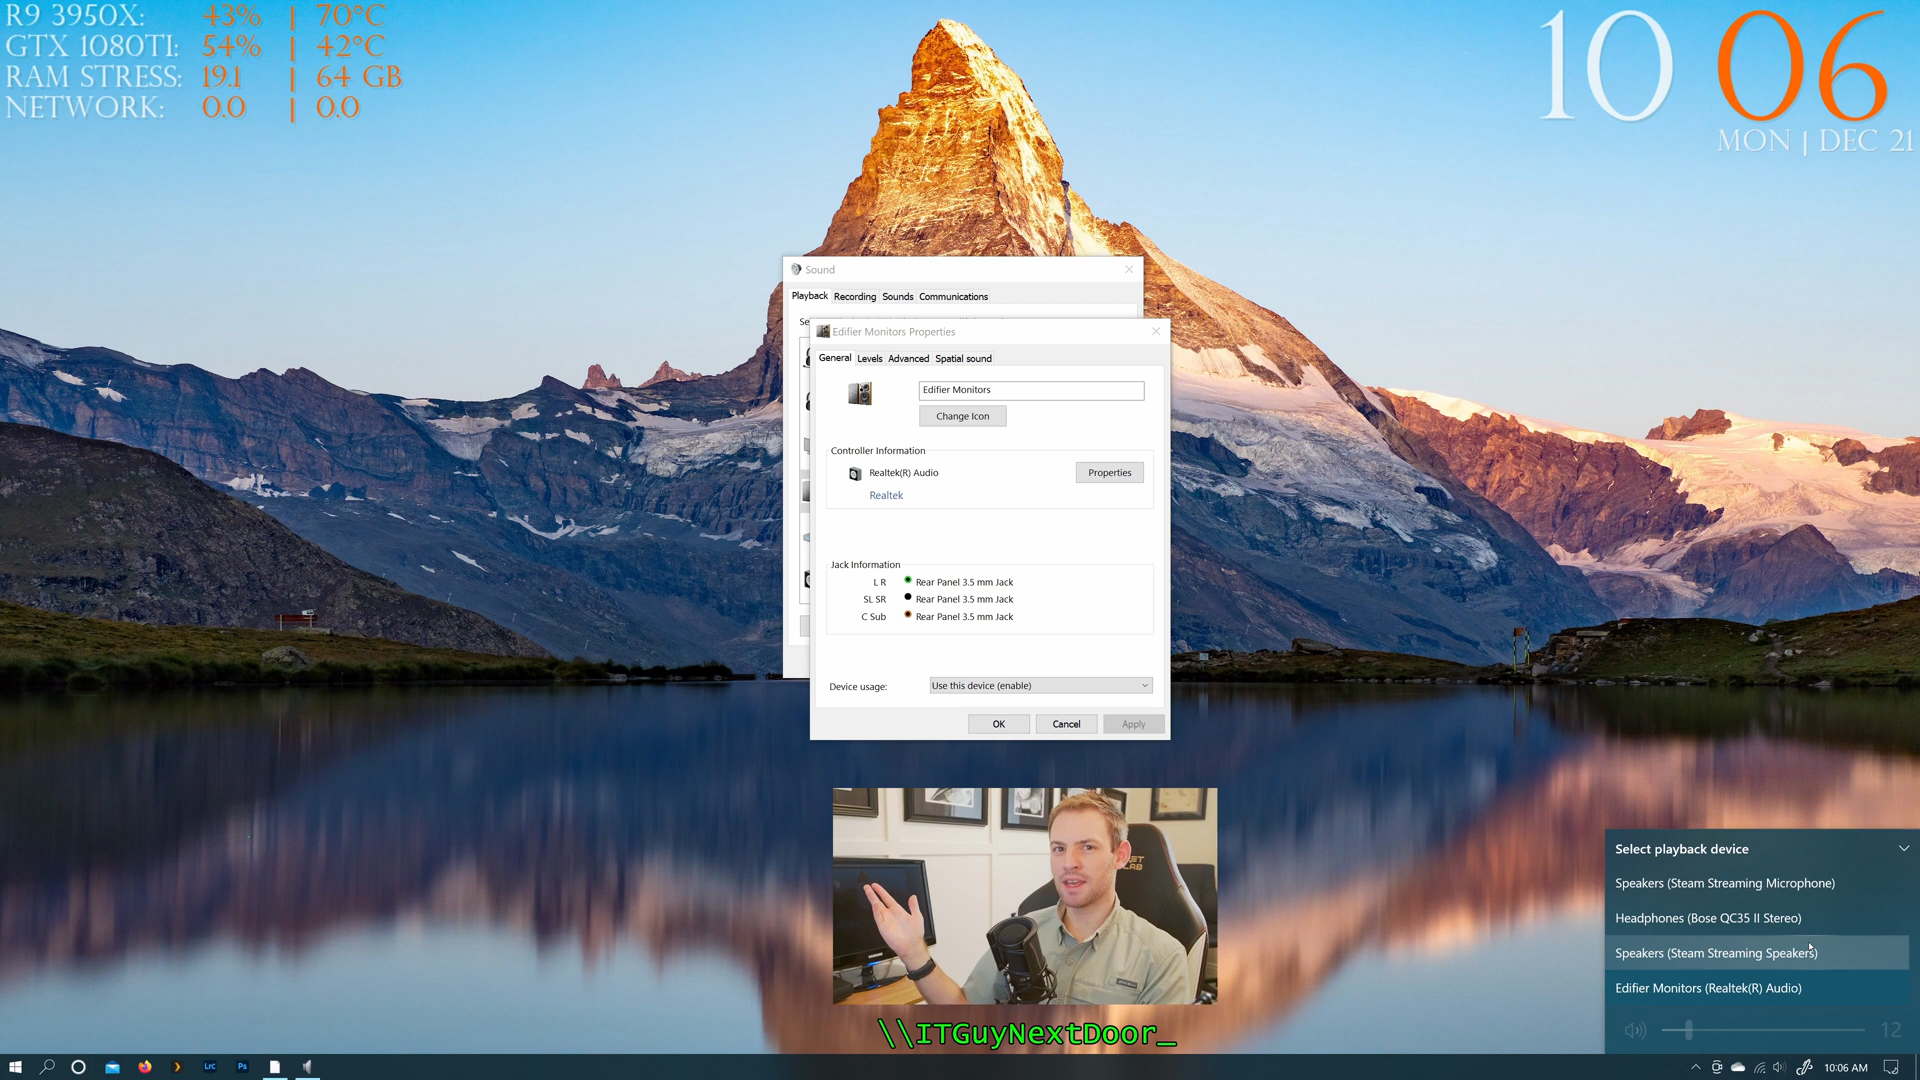 R9 3950X: 43% | 70°C
GTX 1080TI: 54% | 42°C
RAM STRESS: 19.1 | 64 GB
NETWORK: 0.0 | 0.0
10 06
MON | DEC 21
Sound
Playback Recording Sounds Communications
Se
Edifier Monitors Properties
General Levels Advanced Spatial sound
Edifier Monitors
Change Icon
Controller Information
Realtek(R) Audio
Properties
Realtek
Jack Information
L R Rear Panel 3.5 mm Jack
SL SR Rear Panel 3.5 mm Jack
C Sub Rear Panel 3.5 mm Jack
Device usage: Use this device (enable)
OK Cancel Apply
SAMSUNG
\\ITGuyNextDoor_
Select playback device
Speakers (Steam Streaming Microphone)
Headphones (Bose QC35 II Stereo)
Speakers (Steam Streaming Speakers)
Edifier Monitors (Realtek(R) Audio)
12
Lrc Ps
10:06 AM